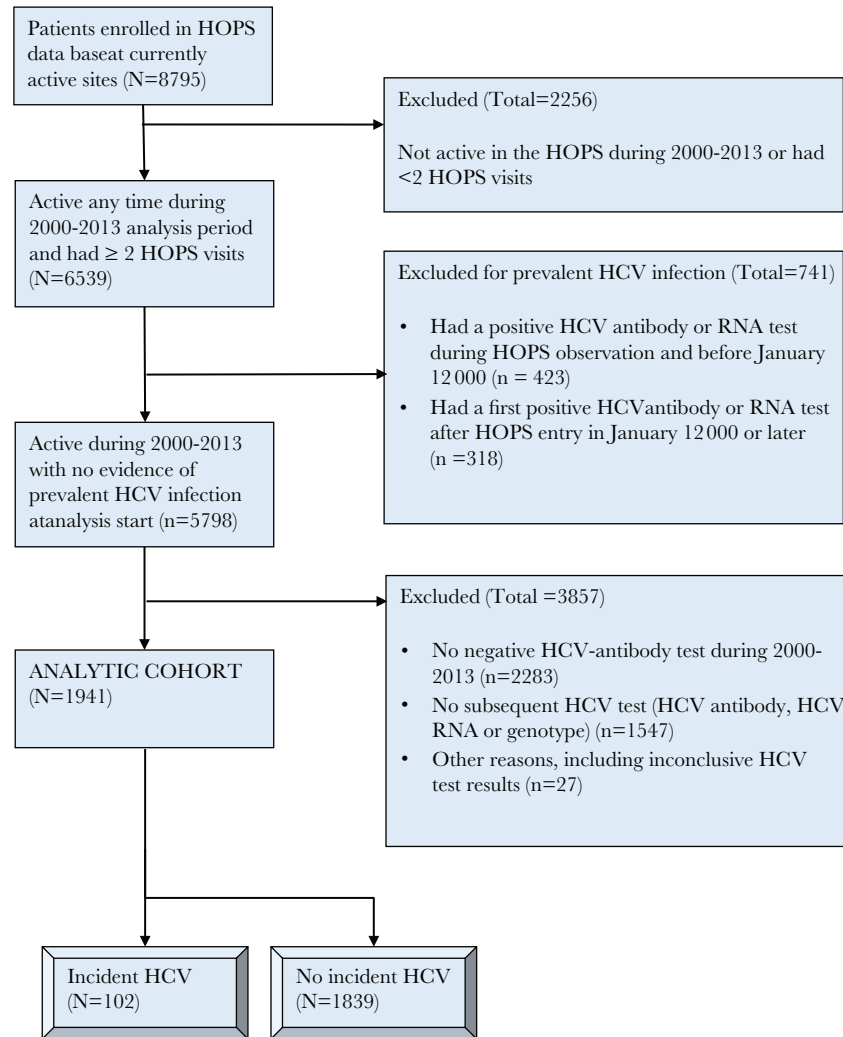 Patients enrolled in HOPS
data baseat currently
active sites (N=8795)
Excluded (Total=2256)
Not active in the HOPS during 2000-2013 or had
<2 HOPS visits
Active any time during
2000-2013 analysis period
and had ≥ 2 HOPS visits
(N=6539)
Excluded for prevalent HCV infection (Total=741)
• Had a positive HCV antibody or RNA test
during HOPS observation and before January
12 000 (n = 423)
• Had a first positive HCVantibody or RNA test
after HOPS entry in January 12 000 or later
(n =318)
Active during 2000-2013
with no evidence of
prevalent HCV infection
atanalysis start (n=5798)
Excluded (Total =3857)
• No negative HCV-antibody test during 2000-
2013 (n=2283)
• No subsequent HCV test (HCV antibody, HCV
RNA or genotype) (n=1547)
• Other reasons, including inconclusive HCV
test results (n=27)
ANALYTIC COHORT
(N=1941)
Incident HCV
(N=102)
No incident HCV
(N=1839)